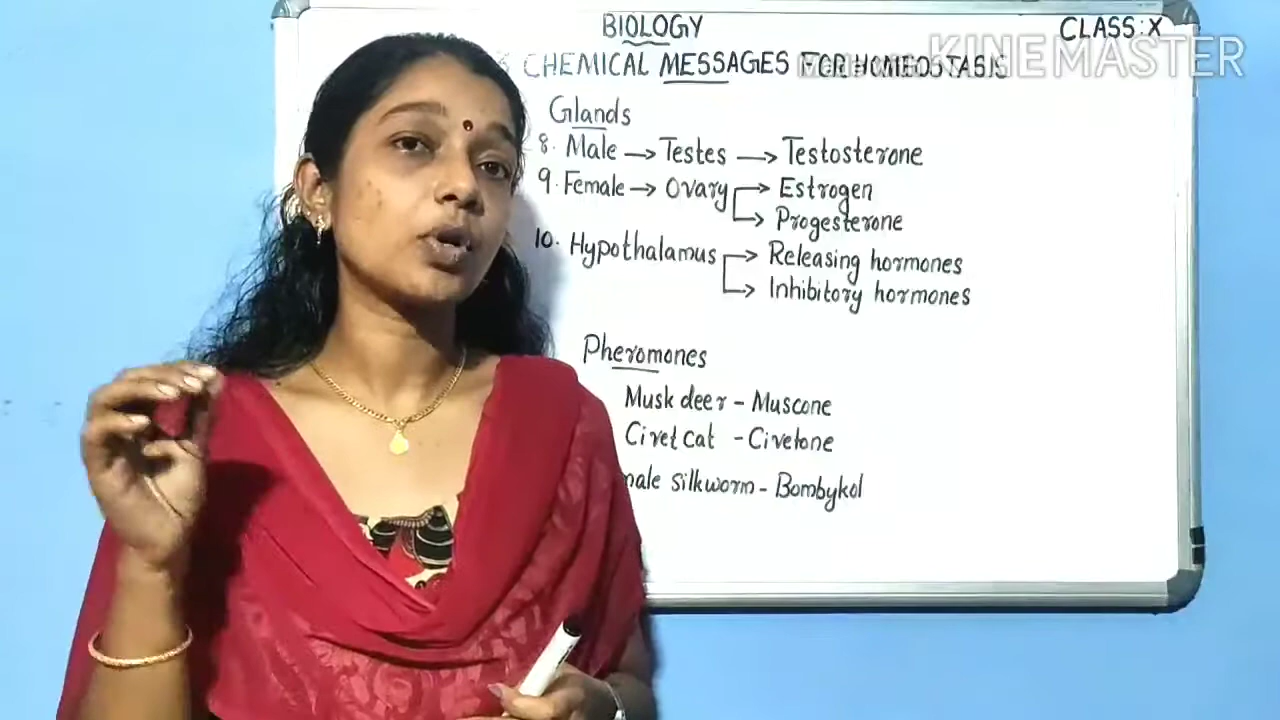 BIOLOGY
CLASS: X
CHEMICAL MESSAGES FOR HOMEOSTASIS
KINEMASTER
Glands
8. Male → Testes → Testosterone
9. Female → Ovary → Estrogen
→ Progesterone
10. Hypothalamus → Releasing hormones
→ Inhibitory hormones
Pheromones
Musk deer - Muscone
Civet cat - Civetone
silkworm - Bombykol